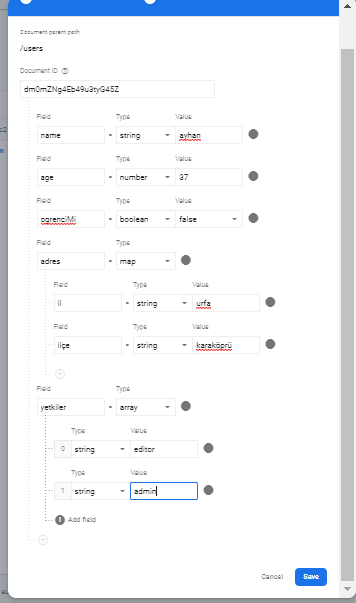 Document parent path
/users
Document ID
dm0mZNg4Eb49u3tyG45Z
Field Type Value
name = string ayhan
Field Type Value
age = number 37
Field Type Value
ogrenciMi = boolean false
Field Type
adres = map
Field Type Value
il = string urfa
Field Type Value
ilçe = string karaköprü
Field Type
yetkiler = array
Type Value
0 string editor
Type Value
1 string admin
Add field
Cancel Save